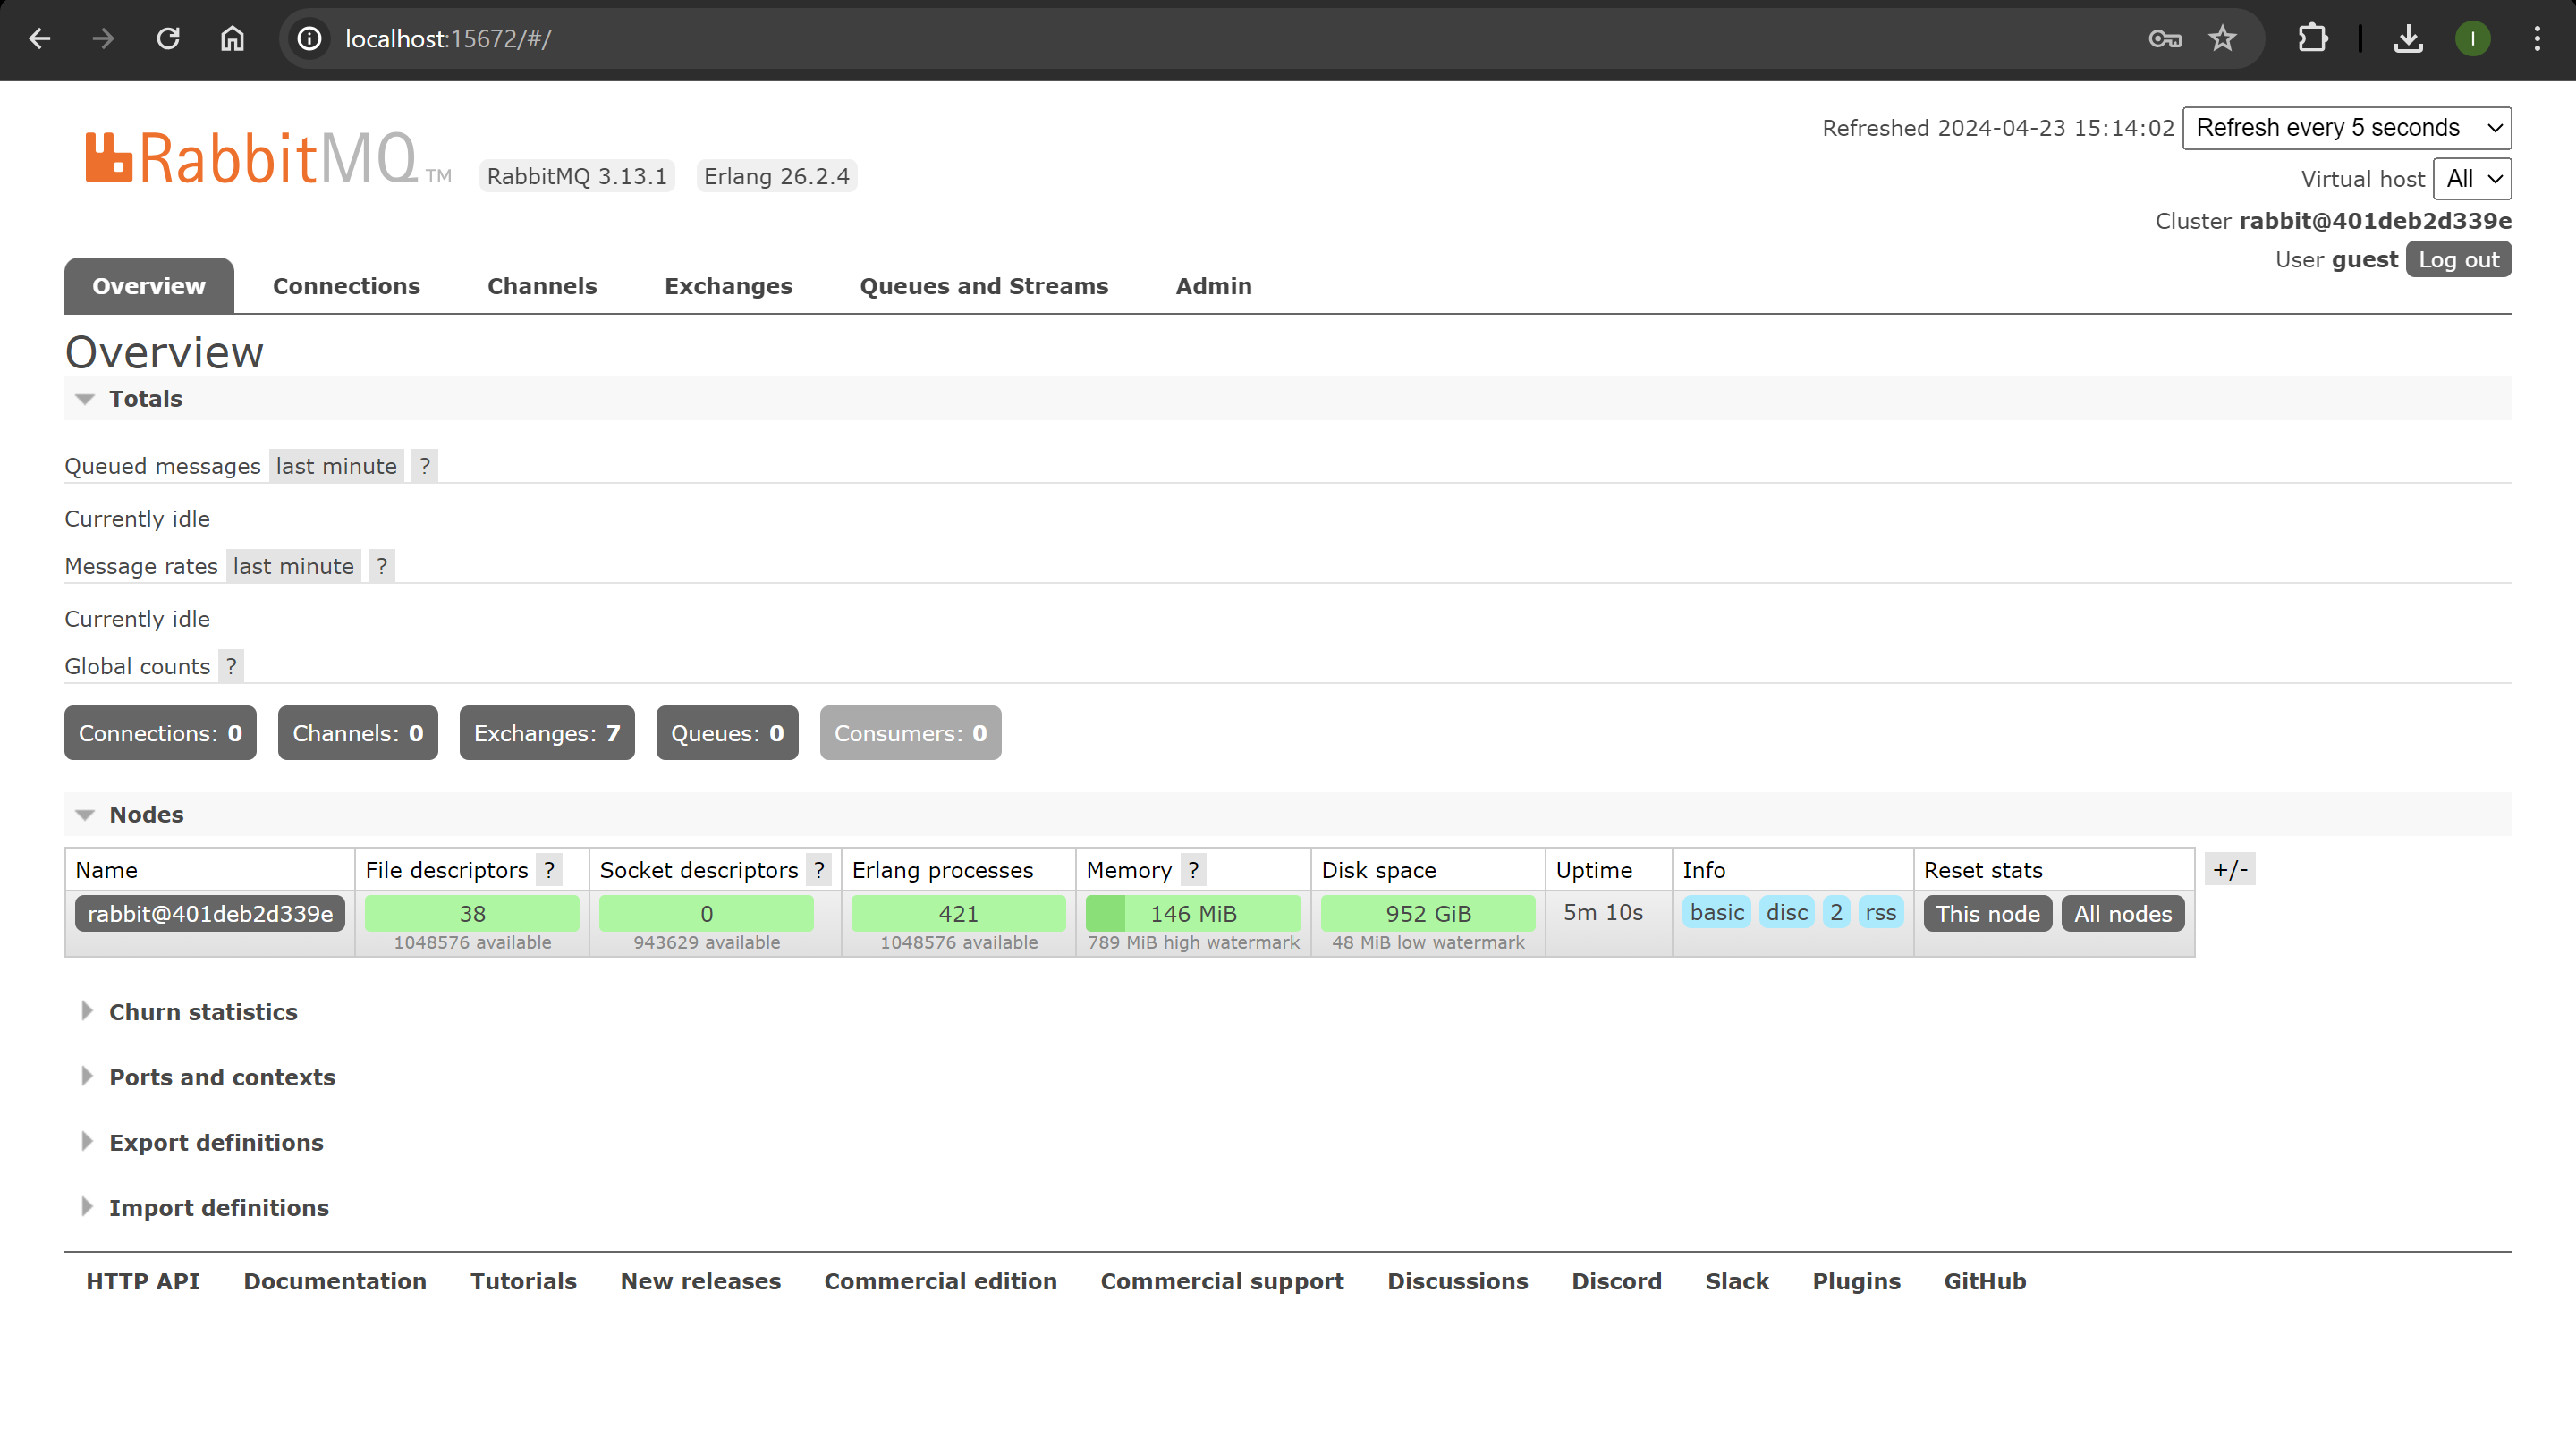 localhost:15672/#/
I
Refreshed 2024-04-23 15:14:02 Refresh every 5 seconds
RabbitMQ TM RabbitMQ 3.13.1 Erlang 26.2.4
Virtual host All
Cluster rabbit@401deb2d339e
User guest Log out
Overview Connections Channels Exchanges Queues and Streams Admin
Overview
Totals
Queued messages last minute ?
Currently idle
Message rates last minute ?
Currently idle
Global counts ?
Connections: 0 Channels: 0 Exchanges: 7 Queues: 0 Consumers: 0
Nodes
Name File descriptors ? Socket descriptors ? Erlang processes Memory ? Disk space Uptime Info Reset stats +/-
rabbit@401deb2d339e 38 0 421 146 MiB 952 GiB 5m 10s basic disc 2 rss This node All nodes
1048576 available 943629 available 1048576 available 789 MiB high watermark 48 MiB low watermark
Churn statistics
Ports and contexts
Export definitions
Import definitions
HTTP API Documentation Tutorials New releases Commercial edition Commercial support Discussions Discord Slack Plugins GitHub